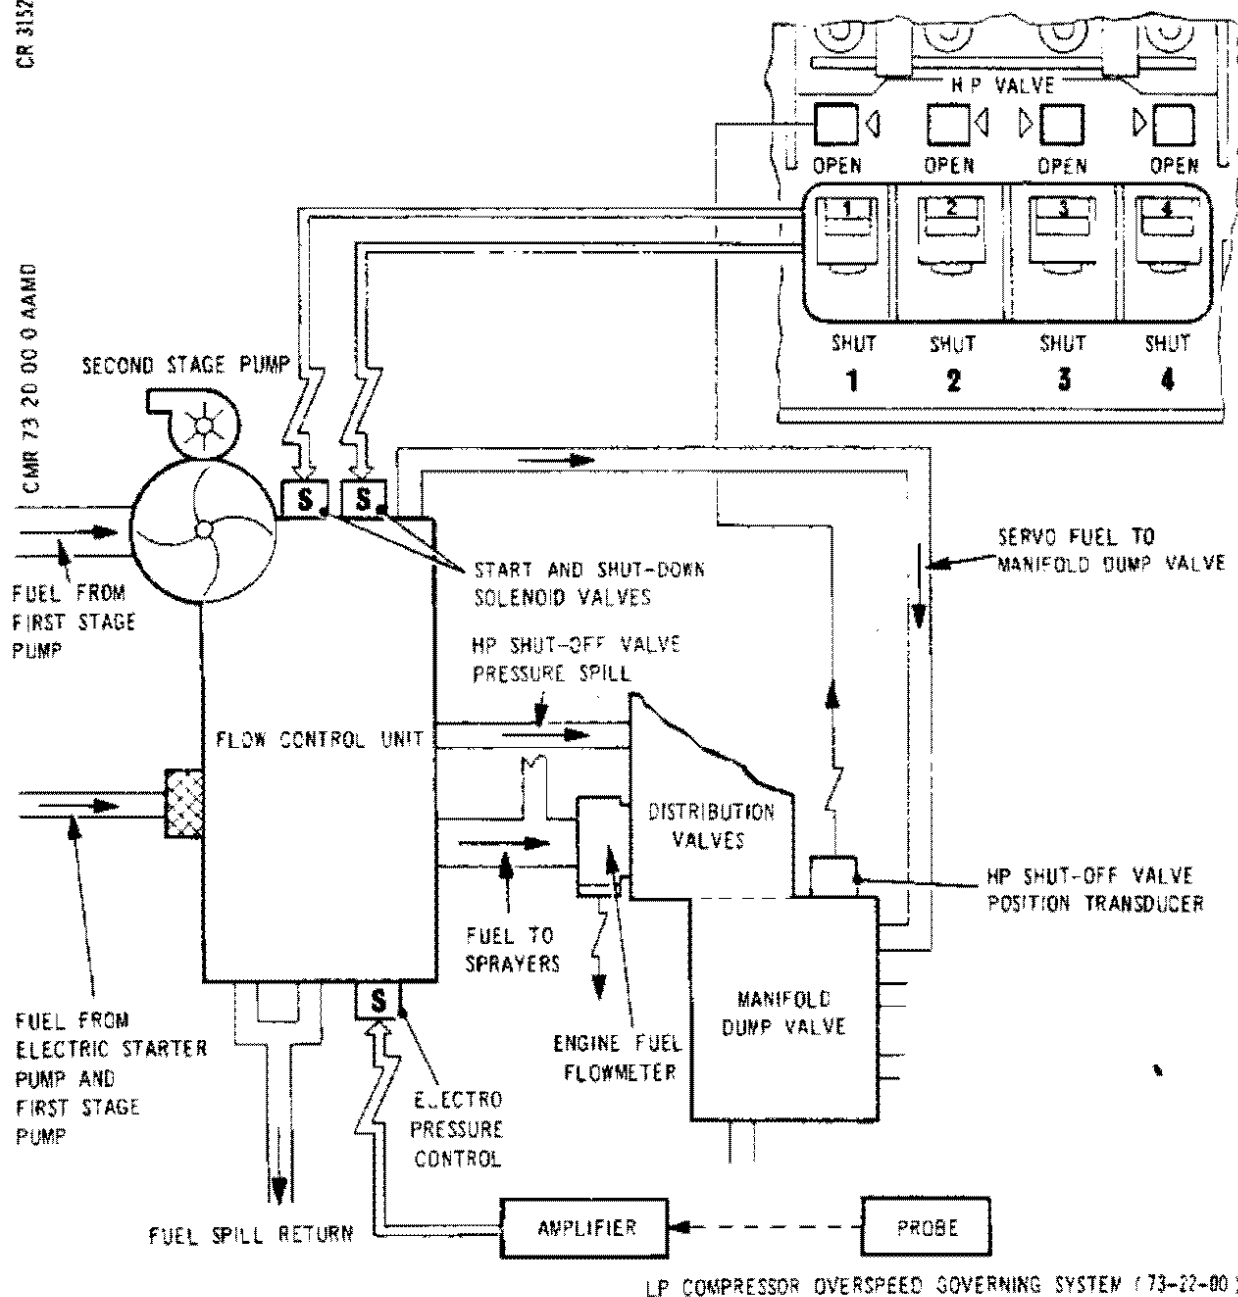 CR 3152
CMR 73 20 00 0 AAMD
HP VALVE
OPEN OPEN OPEN OPEN
1 2 3 4
SHUT SHUT SHUT SHUT
1 2 3 4
SECOND STAGE PUMP
S S
FUEL FROM
FIRST STAGE
PUMP
START AND SHUT-DOWN
SOLENOID VALVES
SERVO FUEL TO
MANIFOLD DUMP VALVE
HP SHUT-OFF VALVE
PRESSURE SPILL
FLOW CONTROL UNIT
DISTRIBUTION
VALVES
HP SHUT-OFF VALVE
POSITION TRANSDUCER
FUEL TO
SPRAYERS
MANIFOLD
DUMP VALVE
S
FUEL FROM
ELECTRIC STARTER
PUMP AND
FIRST STAGE
PUMP
ENGINE FUEL
FLOWMETER
ELECTRO
PRESSURE
CONTROL
FUEL SPILL RETURN
AMPLIFIER
PROBE
LP COMPRESSOR OVERSPEED GOVERNING SYSTEM (73-22-00)